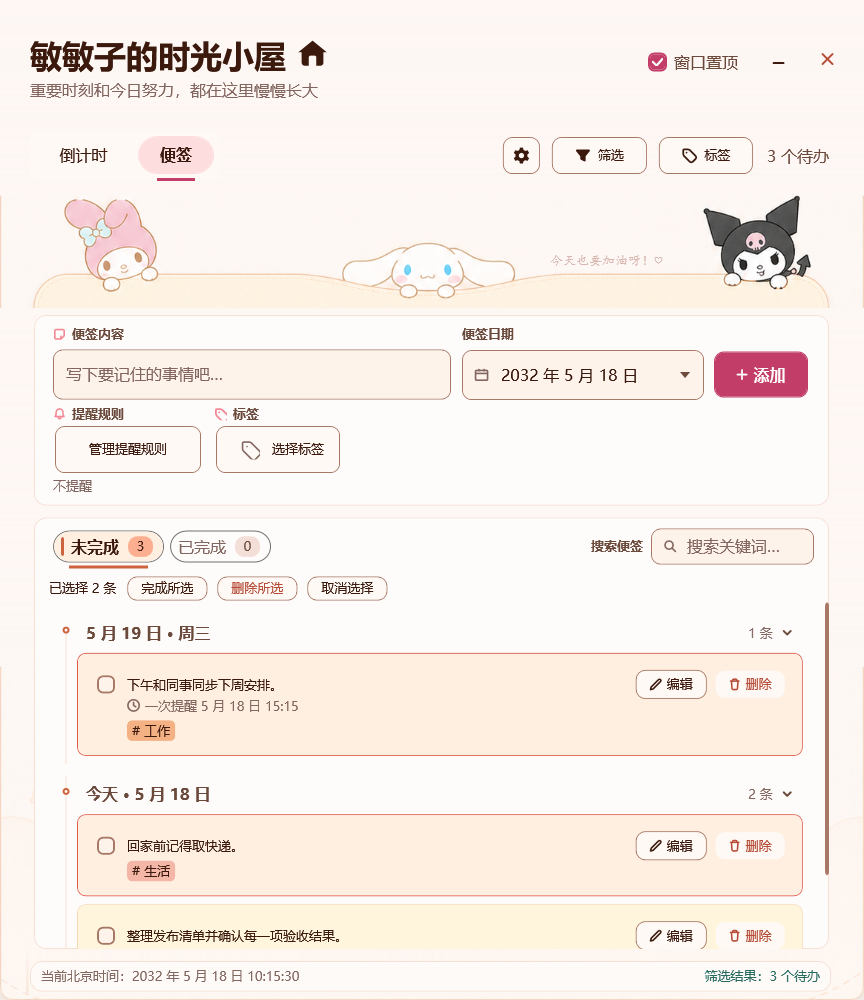 敏敏子的时光小屋
重要时刻和今日努力，都在这里慢慢长大
窗口置顶
倒计时 便签
筛选 标签 3 个待办
今天也要加油呀！♡
便签内容 便签日期
写下要记住的事情吧... 2032 年 5 月 18 日 + 添加
提醒规则 标签
管理提醒规则 选择标签
不提醒
未完成 3 已完成 0 搜索便签 搜索关键词...
已选择 2 条 完成所选 删除所选 取消选择
5 月 19 日 • 周三 1 条
下午和同事同步下周安排。 编辑 删除
一次提醒 5 月 18 日 15:15
# 工作
今天 • 5 月 18 日 2 条
回家前记得取快递。 编辑 删除
# 生活
整理发布清单并确认每一项验收结果。 编辑 删除
当前北京时间：2032 年 5 月 18 日 10:15:30 筛选结果：3 个待办